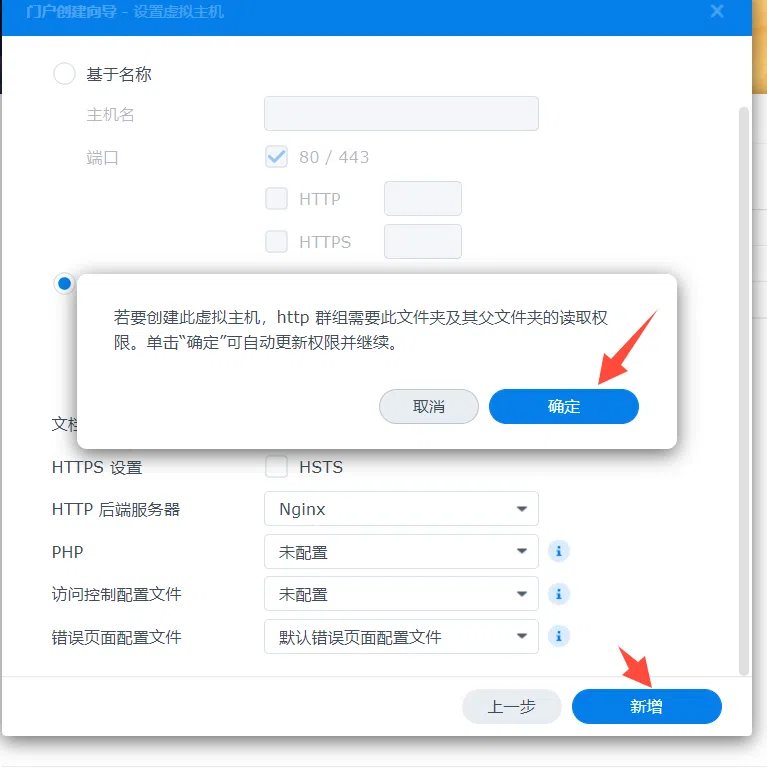 门户创建向导 - 设置虚拟主机
基于名称
主机名
端口
80 / 443
HTTP
HTTPS
若要创建此虚拟主机，http 群组需要此文件夹及其父文件夹的读取权
限。单击“确定”可自动更新权限并继续。
取消
确定
文
HTTPS 设置
HSTS
HTTP 后端服务器
Nginx
PHP
未配置
访问控制配置文件
未配置
错误页面配置文件
默认错误页面配置文件
上一步
新增